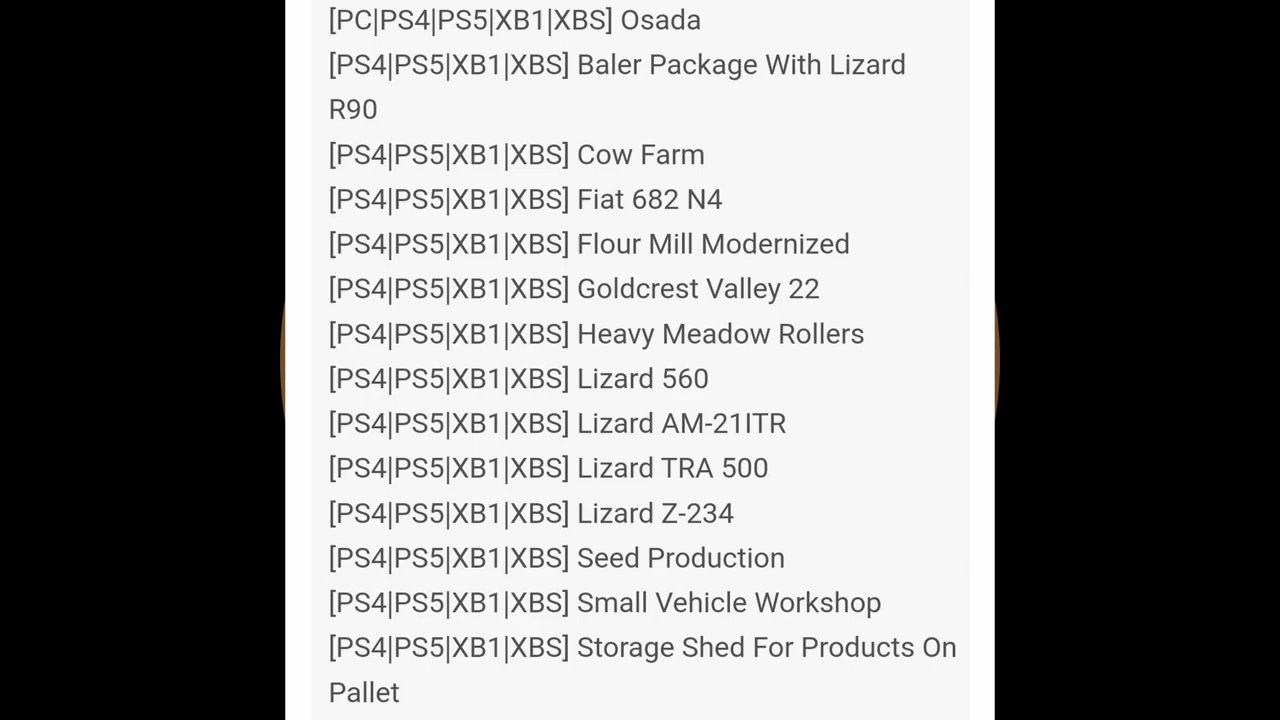 [PC|PS4|PS5|XB1|XBS] Osada
[PS4|PS5|XB1|XBS] Baler Package With Lizard
R90
[PS4|PS5|XB1|XBS] Cow Farm
[PS4|PS5|XB1|XBS] Fiat 682 N4
[PS4|PS5|XB1|XBS] Flour Mill Modernized
[PS4|PS5|XB1|XBS] Goldcrest Valley 22
[PS4|PS5|XB1|XBS] Heavy Meadow Rollers
[PS4|PS5|XB1|XBS] Lizard 560
[PS4|PS5|XB1|XBS] Lizard AM-21ITR
[PS4|PS5|XB1|XBS] Lizard TRA 500
[PS4|PS5|XB1|XBS] Lizard Z-234
[PS4|PS5|XB1|XBS] Seed Production
[PS4|PS5|XB1|XBS] Small Vehicle Workshop
[PS4|PS5|XB1|XBS] Storage Shed For Products On
Pallet